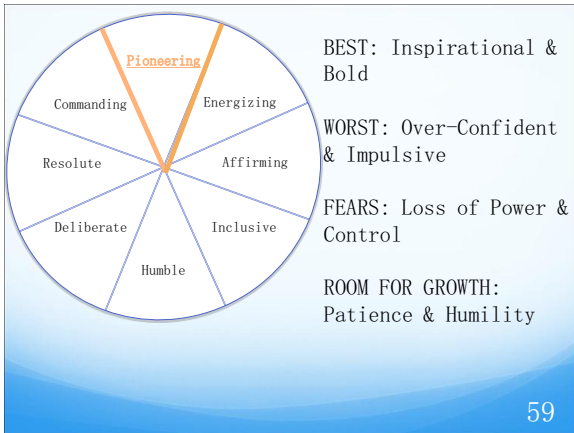 Pioneering
Commanding
Energizing
Resolute
Affirming
Deliberate
Inclusive
Humble
BEST: Inspirational &
Bold
WORST: Over-Confident
& Impulsive
FEARS: Loss of Power &
Control
ROOM FOR GROWTH:
Patience & Humility
59